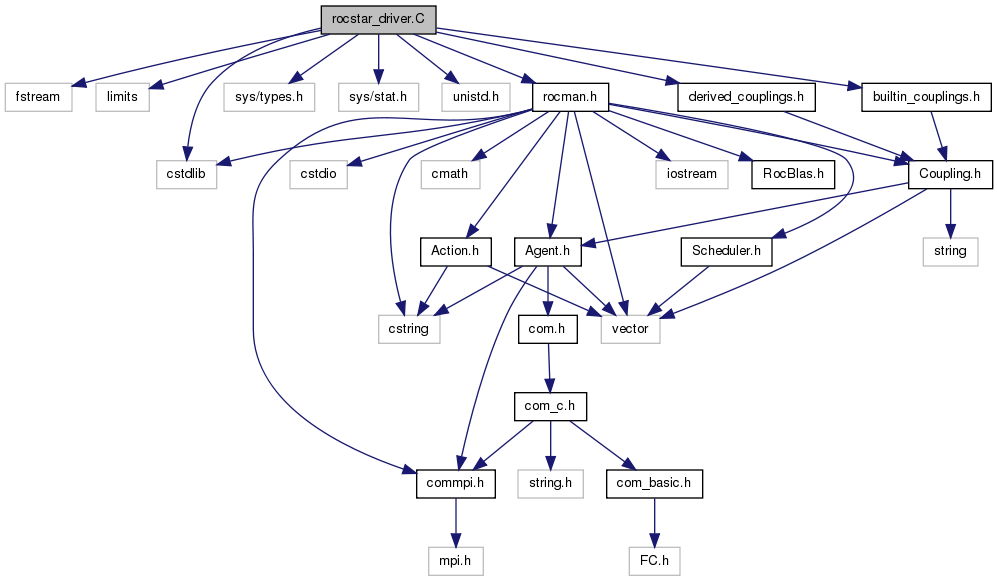 rocstar_driver.C
fstream
limits
sys/types.h
sys/stat.h
unistd.h
rocman.h
derived_couplings.h
builtin_couplings.h
cstdlib
cstdio
cmath
iostream
RocBlas.h
Coupling.h
Action.h
Agent.h
Scheduler.h
string
cstring
com.h
vector
com_c.h
commpi.h
string.h
com_basic.h
mpi.h
FC.h